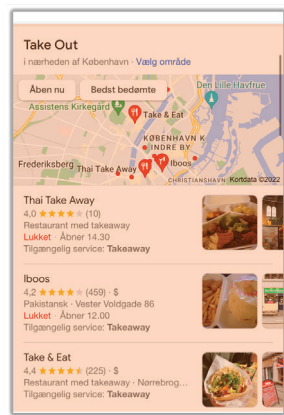 Take Out
i nærheden af København · Vælg område
Åben nu
Bedst bedømte
Den Lille Havfrue
Assistens Kirkegård
Take & Eat
KØBENHAVN K
INDRE BY
Frederiksberg
Thai Take Away
Iboos
CHRISTIANSHAVN
Kortdata ©2022
Thai Take Away
4,0 ★★★★☆ (10)
Restaurant med takeaway
Lukket · Åbner 14.30
Tilgængelig service: Takeaway
Iboos
4,2 ★★★★☆ (459) · $
Pakistansk · Vester Voldgade 86
Lukket · Åbner 12.00
Tilgængelig service: Takeaway
Take & Eat
4,4 ★★★★★ (225) · $
Restaurant med takeaway · Nørrebrog...
Tilgængelig service: Takeaway